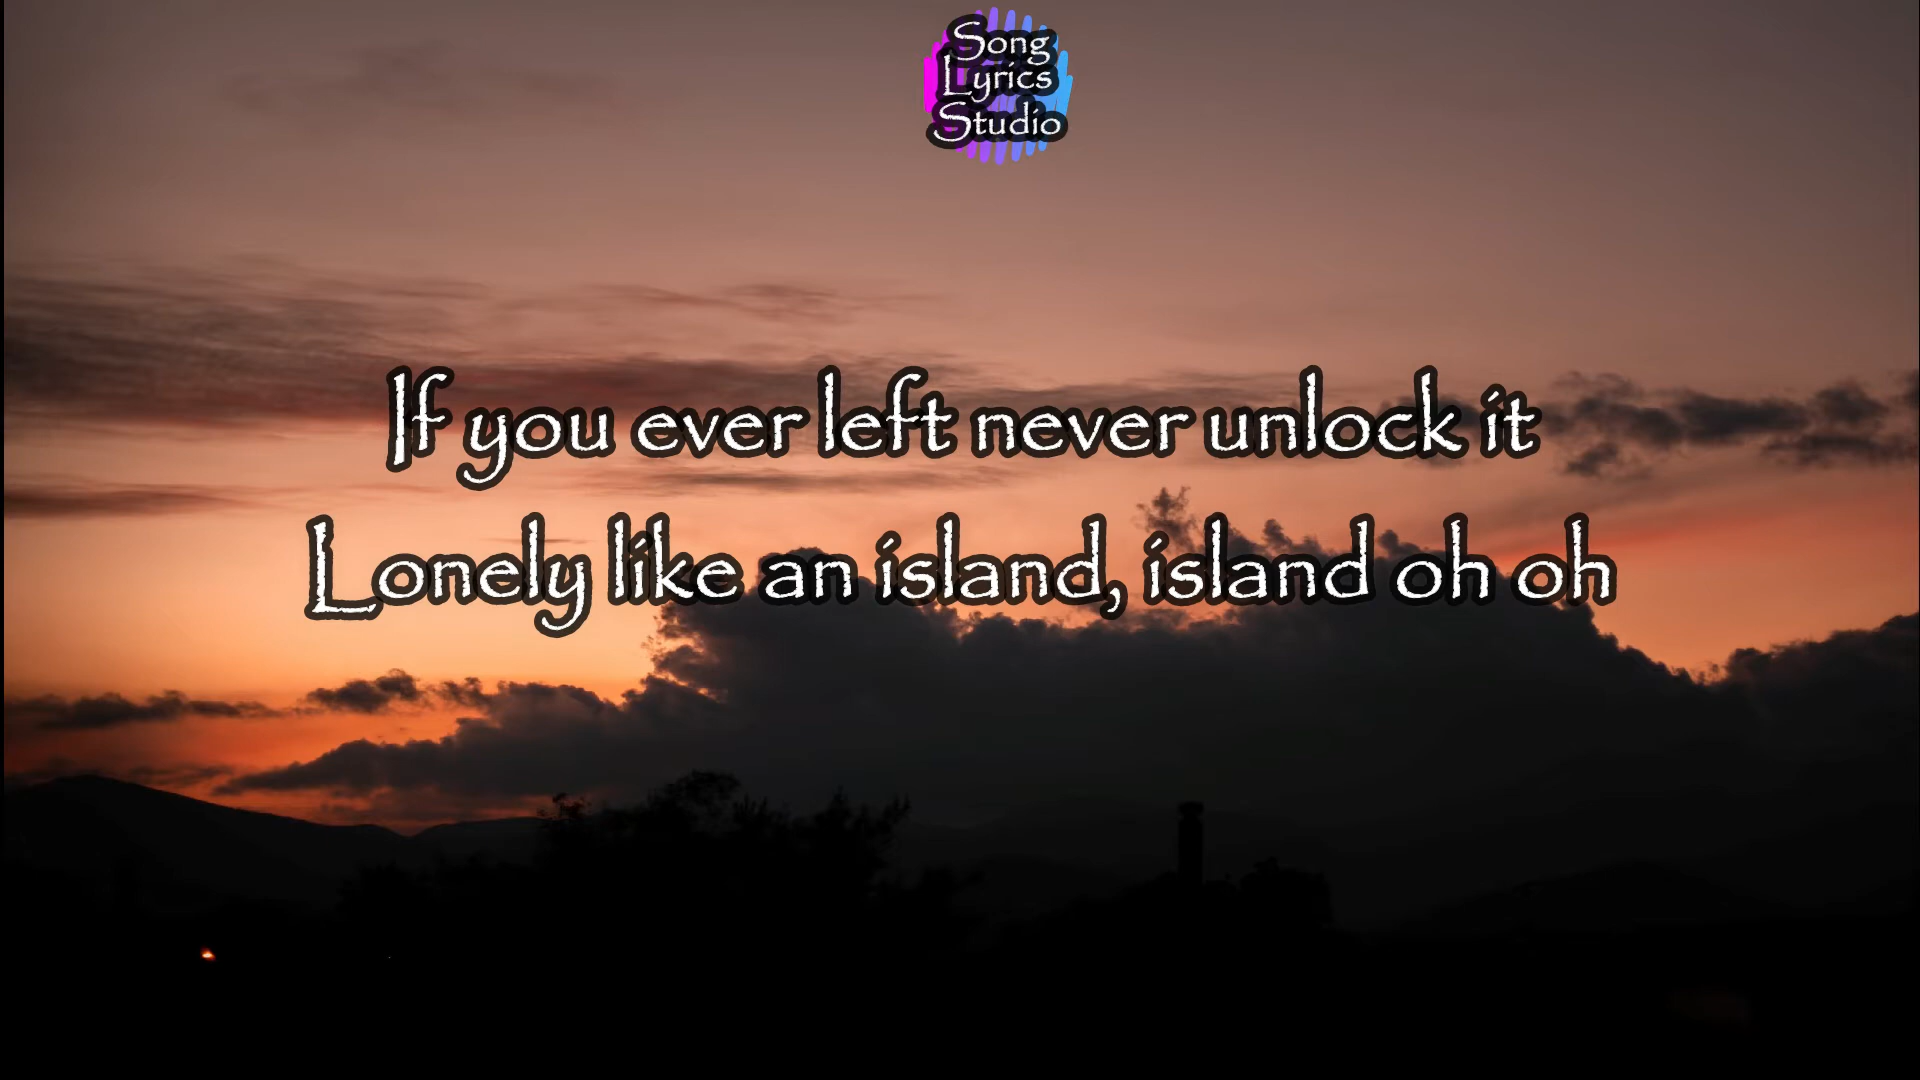 Song
Lyrics
Studio
If you ever left never unlock it
Lonely like an island, island oh oh